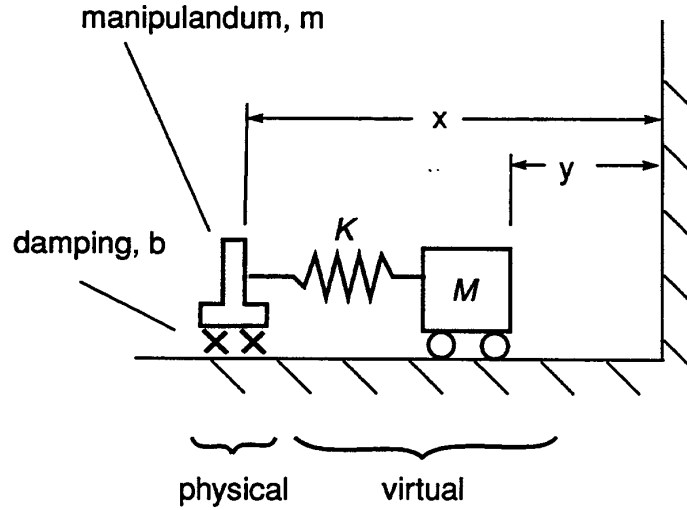 manipulandum, m
x
y
K
damping, b
M
physical
virtual